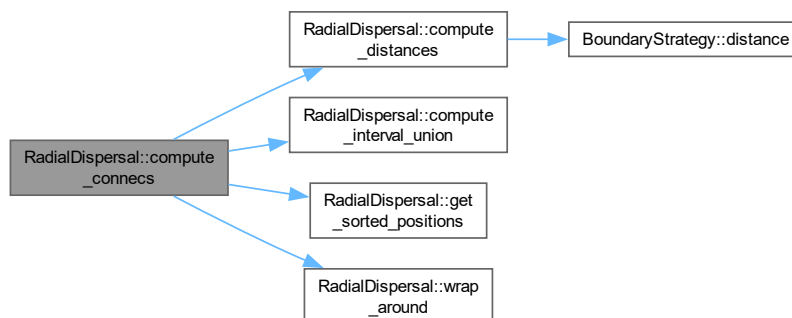 RadialDispersal::compute
_distances
BoundaryStrategy::distance
RadialDispersal::compute
_interval_union
RadialDispersal::compute
_connecs
RadialDispersal::get
_sorted_positions
RadialDispersal::wrap
_around